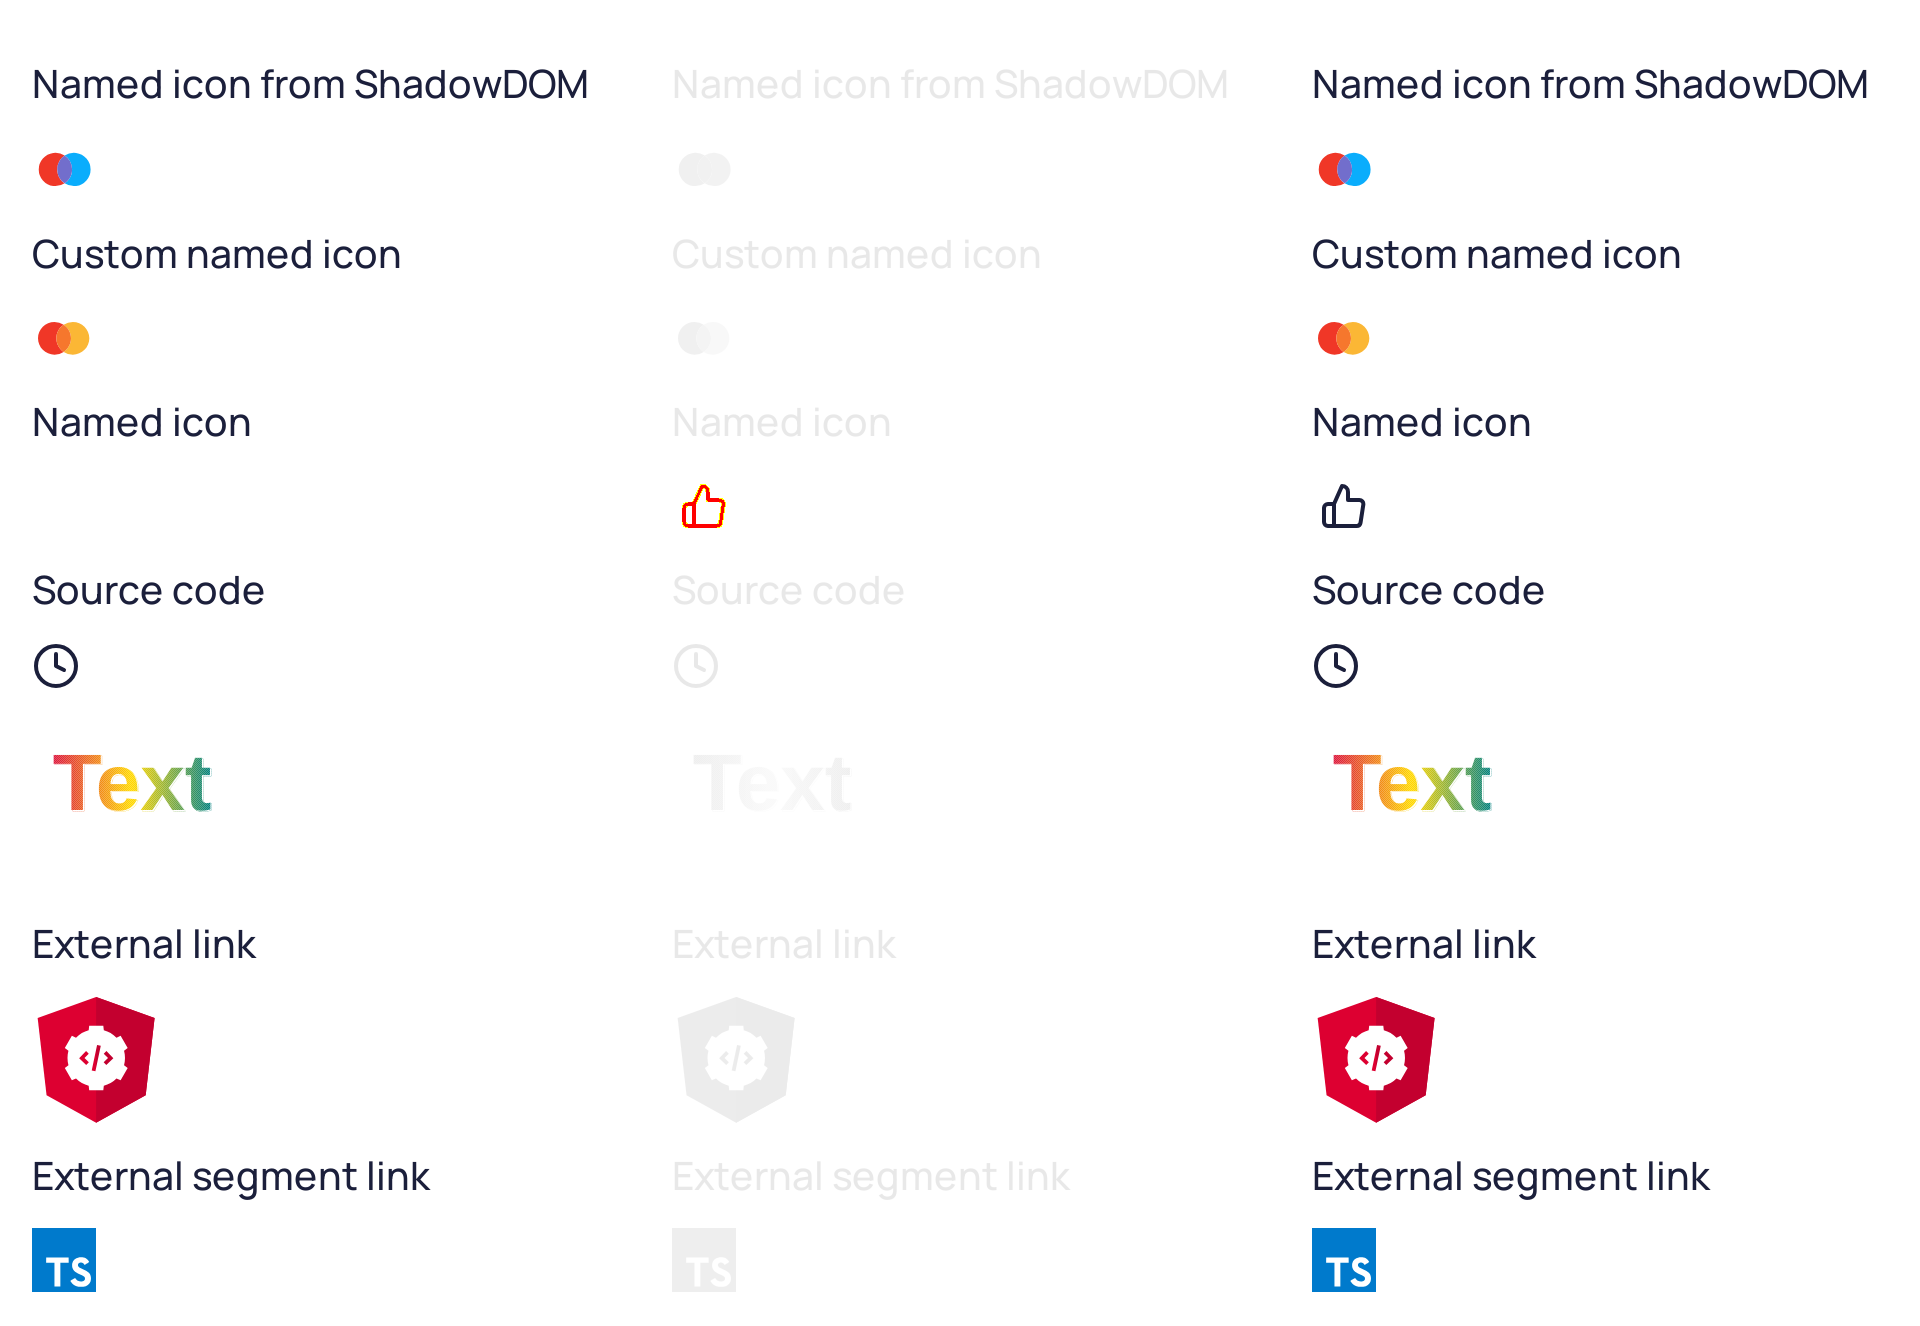 Named icon from ShadowDOM Named icon from ShadowDOM Named icon from ShadowDOM
Custom named icon Custom named icon Custom named icon
Named icon Named icon Named icon
Source code Source code Source code
Text Text Text
External link External link External link
</> </> </>
External segment link External segment link External segment link
TS TS TS